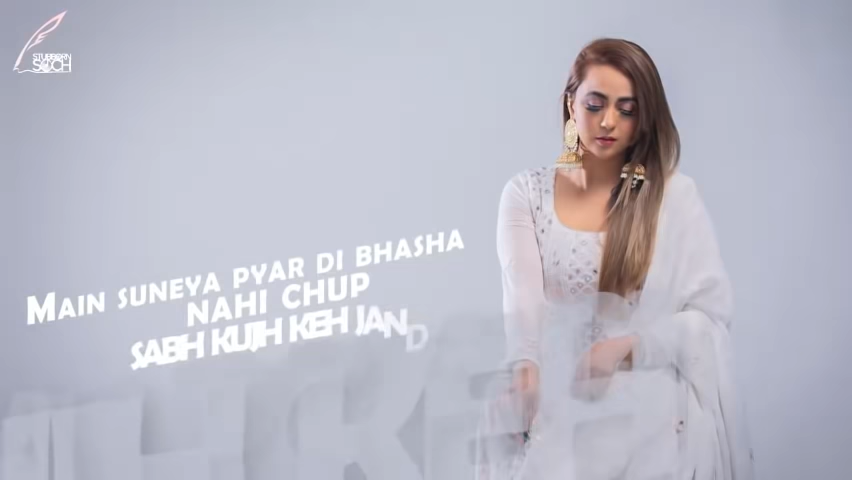 STUBBORN
SOCH
MAIN SUNEYA PYAR DI BHASHA
NAHI CHUP
SABH KUJH KEH JAND